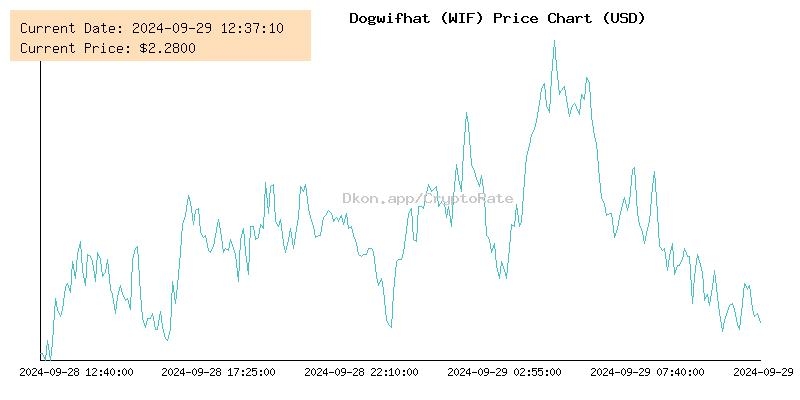 Dogwifhat (WIF) Price Chart (USD)
Current Date: 2024-09-29 12:37:10
Current Price: $2.2800
Dkon.app/CryptoRate
2024-09-28 12:40:00 2024-09-28 17:25:00 2024-09-28 22:10:00 2024-09-29 02:55:00 2024-09-29 07:40:00 2024-09-29